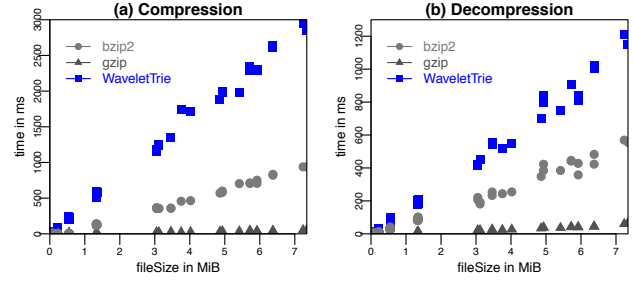 (a) Compression
time in ms
3000
2500
2000
1500
1000
500
0
bzip2
gzip
WaveletTrie
0 1 2 3 4 5 6 7
fileSize in MiB
(b) Decompression
time in ms
1200
1000
800
600
400
200
0
bzip2
gzip
WaveletTrie
0 1 2 3 4 5 6 7
fileSize in MiB